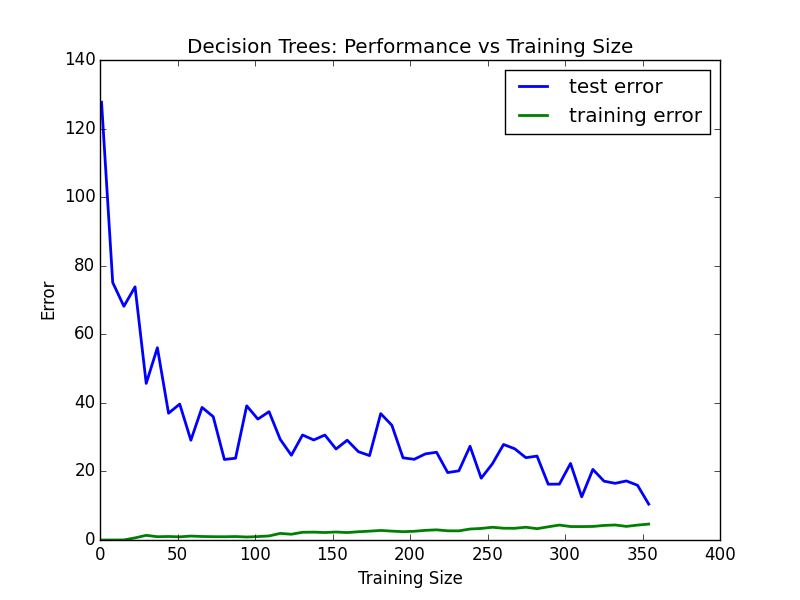 Decision Trees: Performance vs Training Size
test error
training error
140
120
100
80
60
40
20
0
Error
0 50 100 150 200 250 300 350 400
Training Size